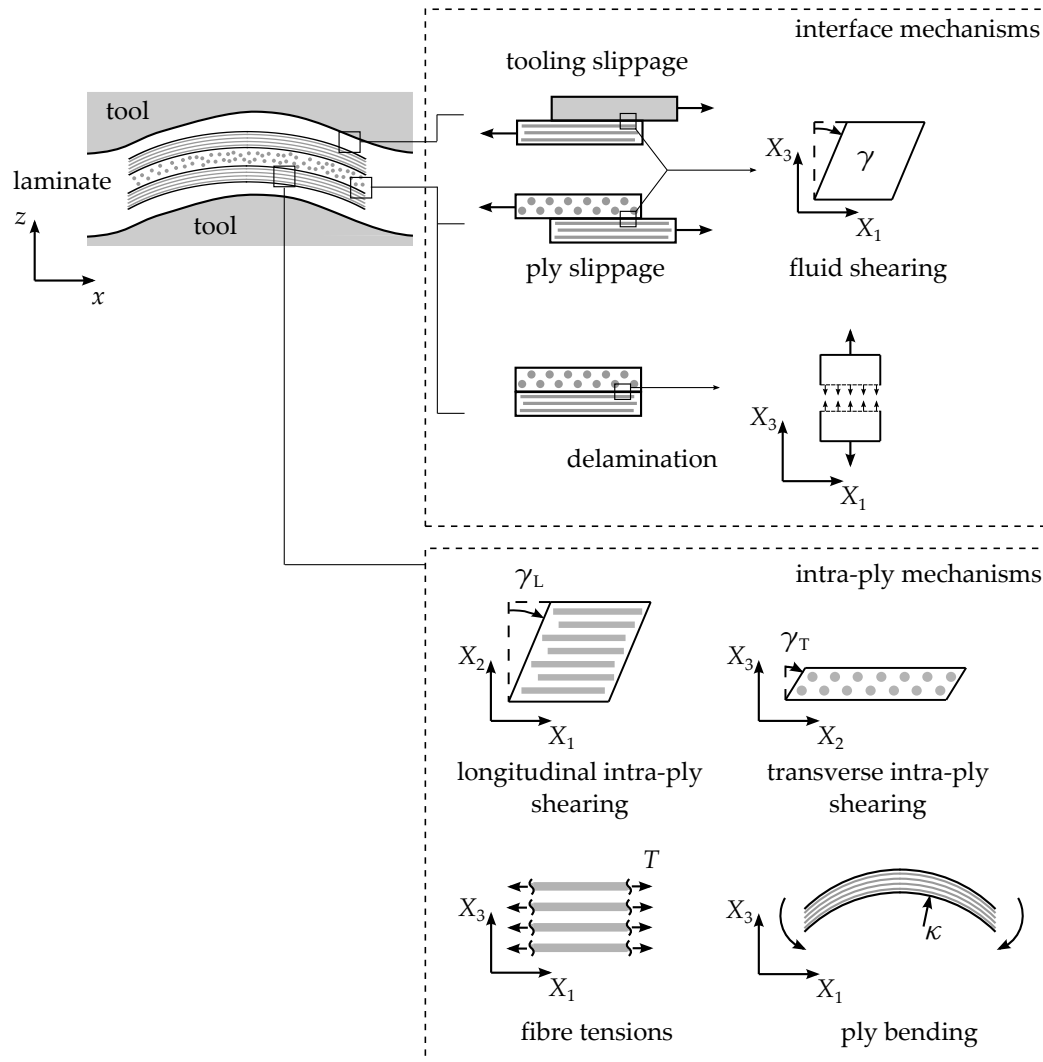 interface mechanisms
tooling slippage
tool
laminate
tool
z
x
X3
γ
X1
ply slippage
fluid shearing
X3
delamination
X1
intra-ply mechanisms
γL
X2
X1
γT
X3
X2
longitudinal intra-ply
shearing
transverse intra-ply
shearing
T
X3
X1
fibre tensions
X3
κ
X1
ply bending